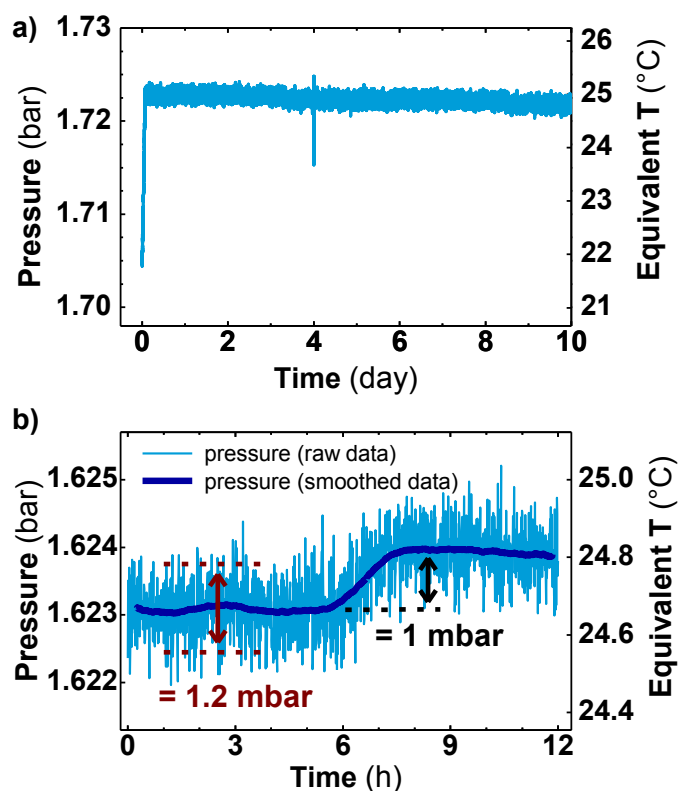 a)
1.73
1.72
1.71
1.70
Pressure (bar)
26
25
24
23
22
21
Equivalent T (°C)
0 2 4 6 8 10
Time (day)
b)
pressure (raw data)
pressure (smoothed data)
1.625
1.624
1.623
1.622
Pressure (bar)
25.0
24.8
24.6
24.4
Equivalent T (°C)
= 1 mbar
= 1.2 mbar
0 3 6 9 12
Time (h)